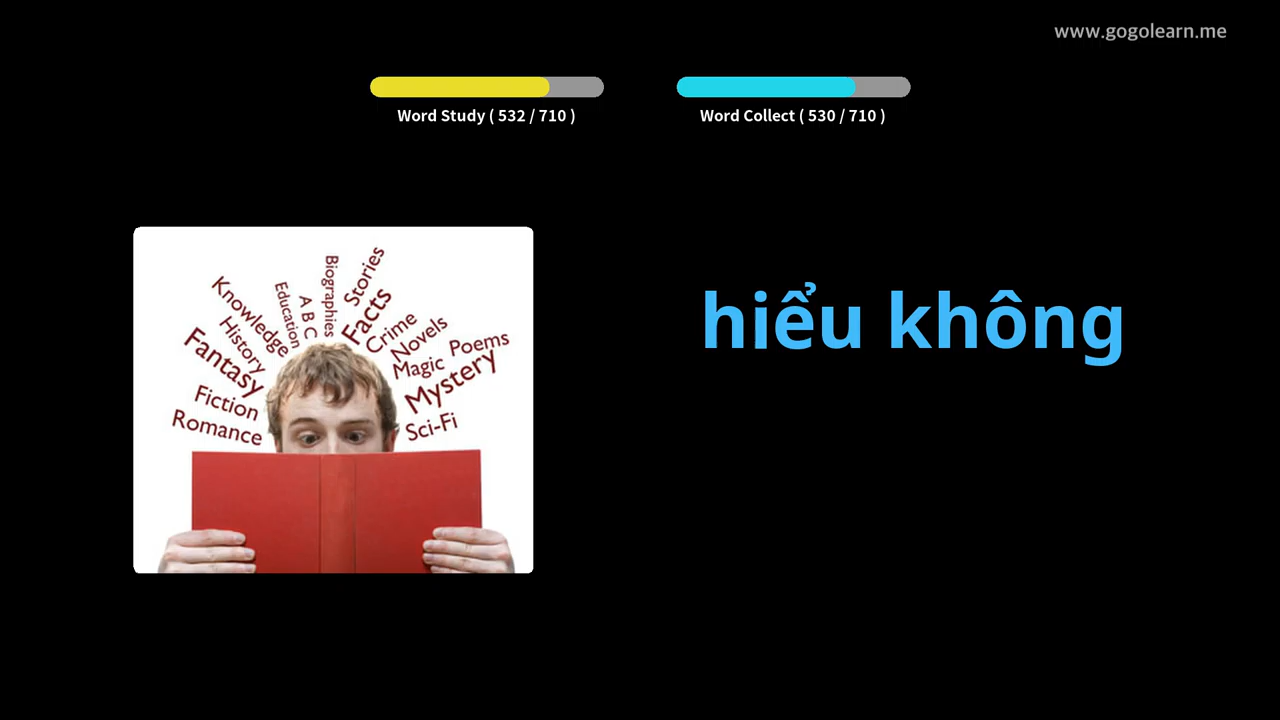 www.gogolearn.me
Word Study ( 532 / 710 )
Word Collect ( 530 / 710 )
hiểu không
Biographies
Stories
Education
A B C
Facts
Knowledge
Crime
Novels
History
Poems
Fantasy
Magic
Mystery
Fiction
Romance
Sci-Fi